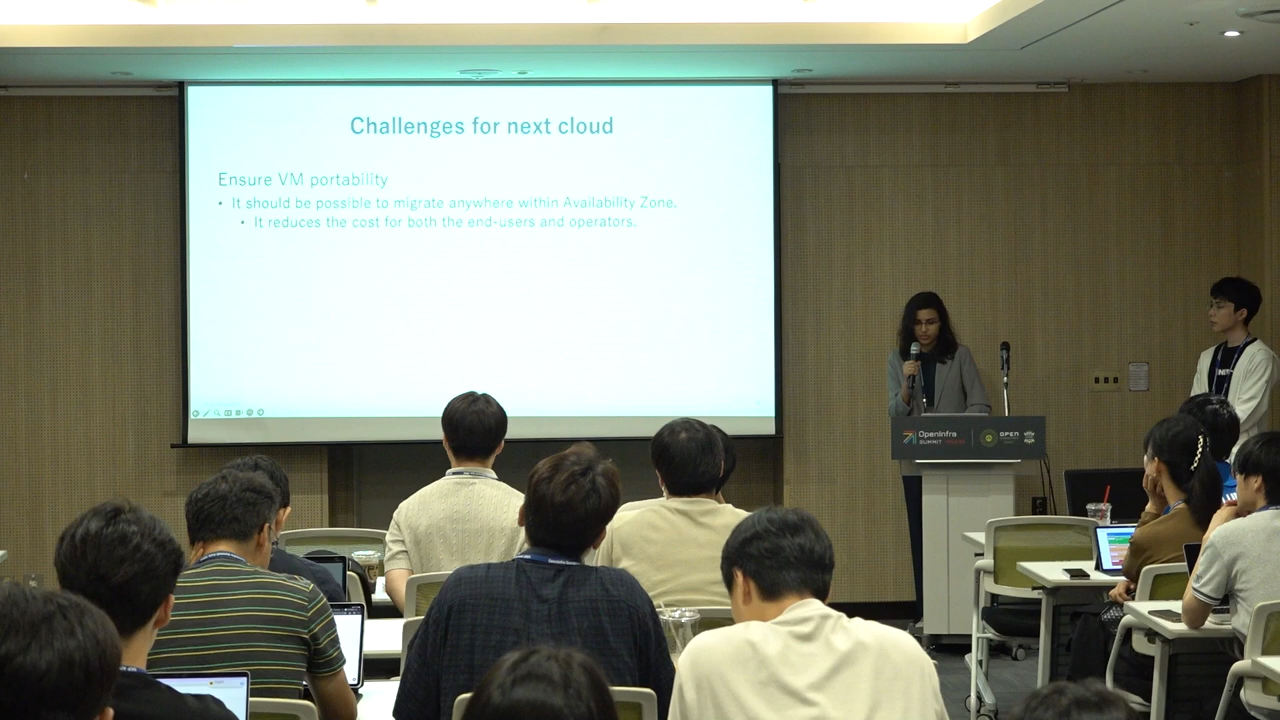 Challenges for next cloud
Ensure VM portability
• It should be possible to migrate anywhere within Availability Zone.
• It reduces the cost for both the end-users and operators.
OpenInfra
SUMMIT
OPEN